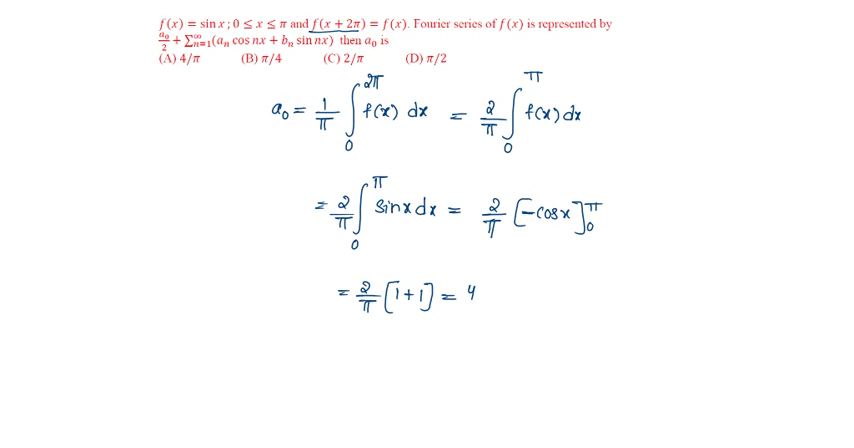 f(x) = sin x ; 0 ≤ x ≤ π and f(x + 2π) = f(x). Fourier series of f(x) is represented by
a₀/2 + ∑ₙ₌₁^∞ (aₙ cos nx + bₙ sin nx) then a₀ is
(A) 4/π (B) π/4 (C) 2/π (D) π/2
a₀ = 1/π ∫₀^2π f(x) dx = 2/π ∫₀^π f(x) dx
= 2/π ∫₀^π sin x dx = 2/π [-cos x]₀^π
= 2/π [1 + 1] = 4